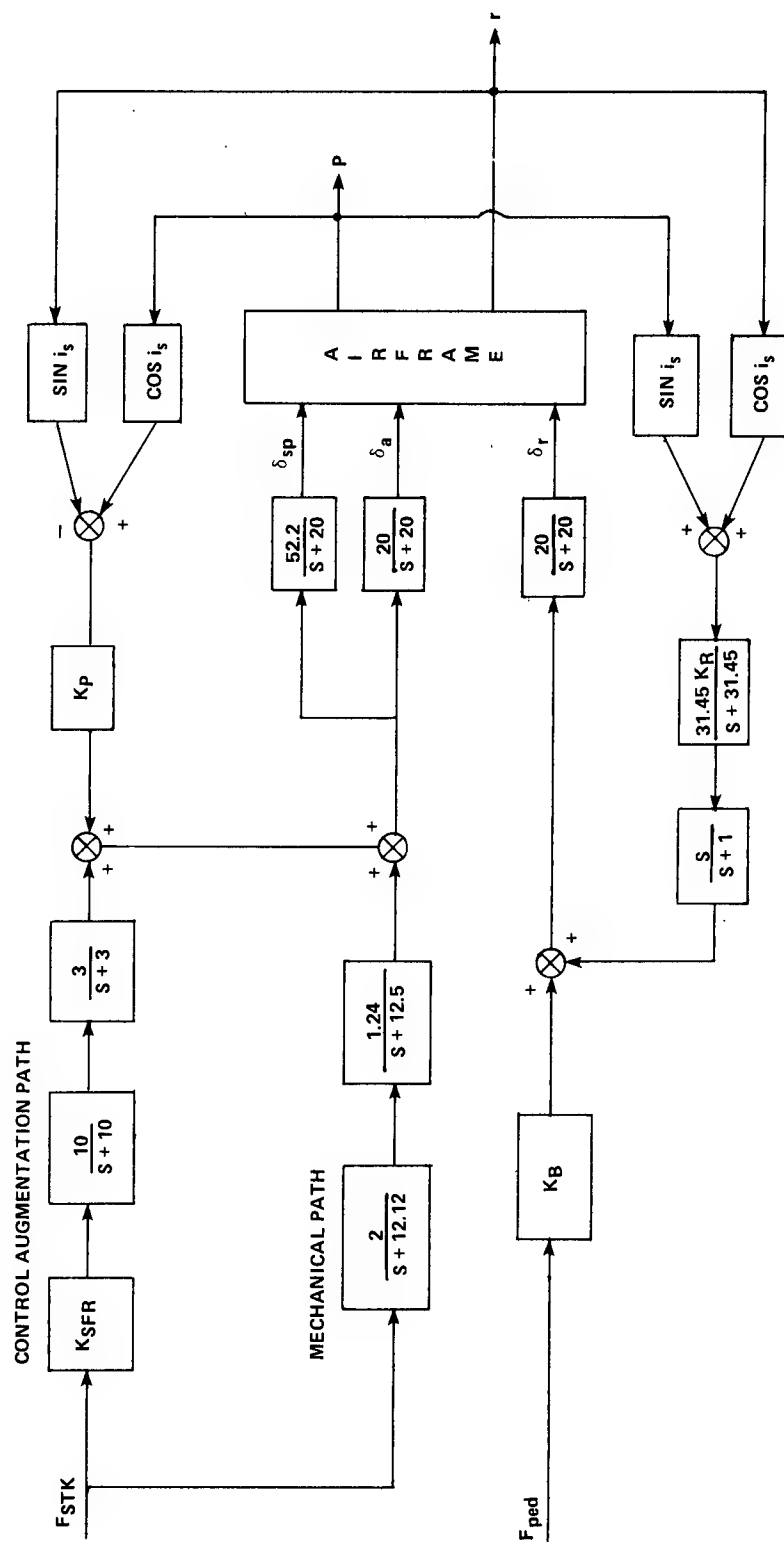 CONTROL AUGMENTATION PATH
F_STK
K_SFR
10
S + 10
3
S + 3
+
+
K_P
−
+
SIN i_s
COS i_s
MECHANICAL PATH
2
S + 12.12
1.24
S + 12.5
+
+
52.2
S + 20
δ_sp
20
S + 20
δ_a
AIRFRAME
P
r
F_ped
K_B
+
+
20
S + 20
δ_r
S
S + 1
31.45 K_R
S + 31.45
+
+
SIN i_s
COS i_s